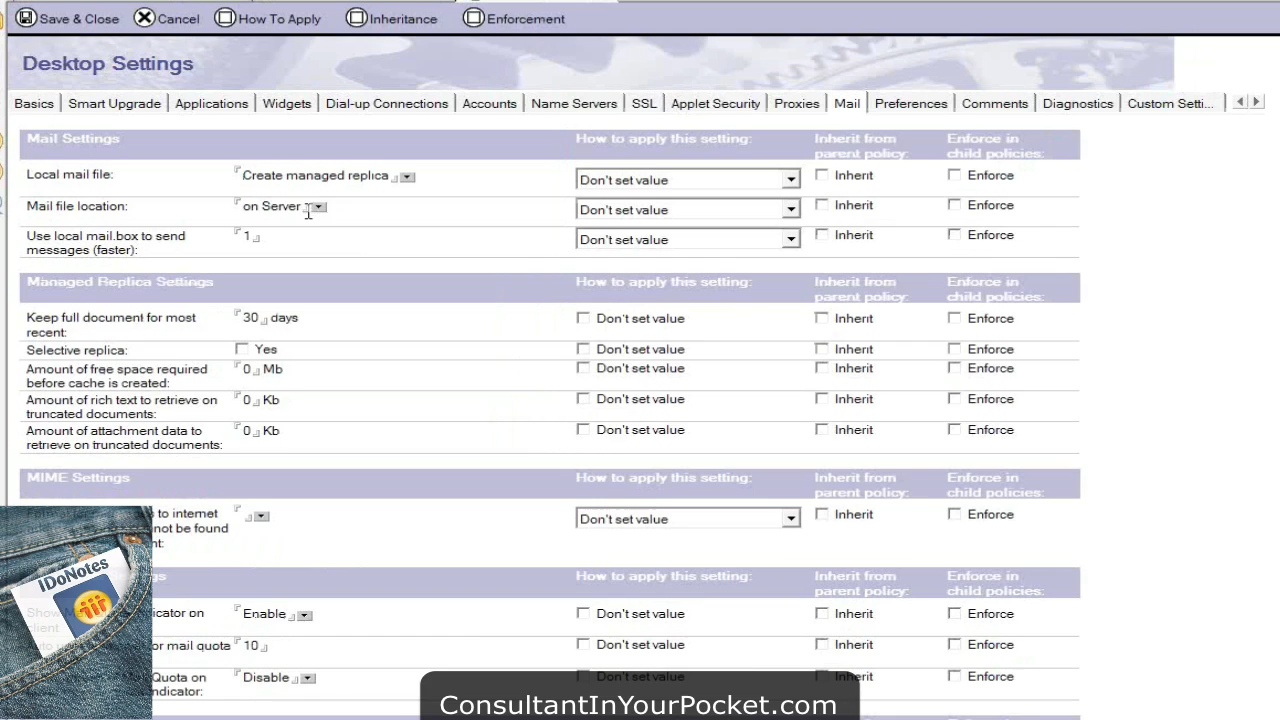 Save & Close Cancel How To Apply Inheritance Enforcement
Desktop Settings
Basics Smart Upgrade Applications Widgets Dial-up Connections Accounts Name Servers SSL Applet Security Proxies Mail Preferences Comments Diagnostics Custom Setti...
Mail Settings How to apply this setting: Inherit from parent policy: Enforce in child policies:
Local mail file: Create managed replica Don't set value Inherit Enforce
Mail file location: on Server Don't set value Inherit Enforce
Use local mail.box to send messages (faster): 1 Don't set value Inherit Enforce
Managed Replica Settings How to apply this setting: Inherit from parent policy: Enforce in child policies:
Keep full document for most recent: 30 days Don't set value Inherit Enforce
Selective replica: Yes Don't set value Inherit Enforce
Amount of free space required before cache is created: 0 Mb Don't set value Inherit Enforce
Amount of rich text to retrieve on truncated documents: 0 Kb Don't set value Inherit Enforce
Amount of attachment data to retrieve on truncated documents: 0 Kb Don't set value Inherit Enforce
MIME Settings How to apply this setting: Inherit from parent policy: Enforce in child policies:
to internet
not be found Don't set value Inherit Enforce
How to apply this setting: Inherit from parent policy: Enforce in child policies:
Show client Enable Don't set value Inherit Enforce
or mail quota 10 Don't set value Inherit Enforce
Quota on Disable Don't set value Inherit Enforce
IDoNotes
ConsultantInYourPocket.com